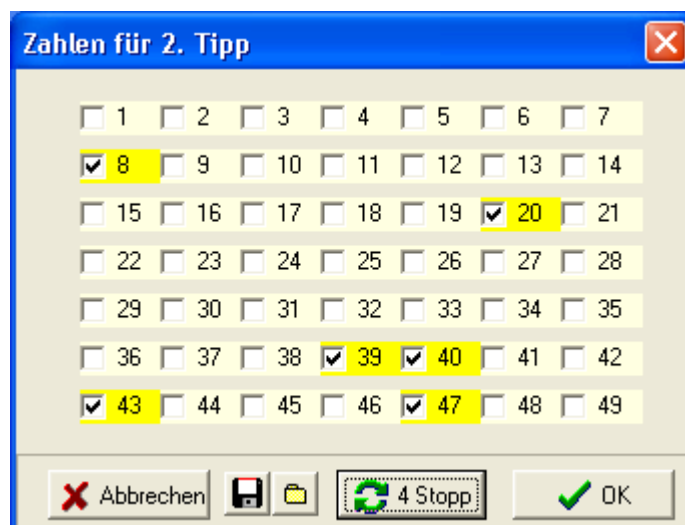 Zahlen für 2. Tipp
1 2 3 4 5 6 7
8 9 10 11 12 13 14
15 16 17 18 19 20 21
22 23 24 25 26 27 28
29 30 31 32 33 34 35
36 37 38 39 40 41 42
43 44 45 46 47 48 49
Abbrechen 4 Stopp OK